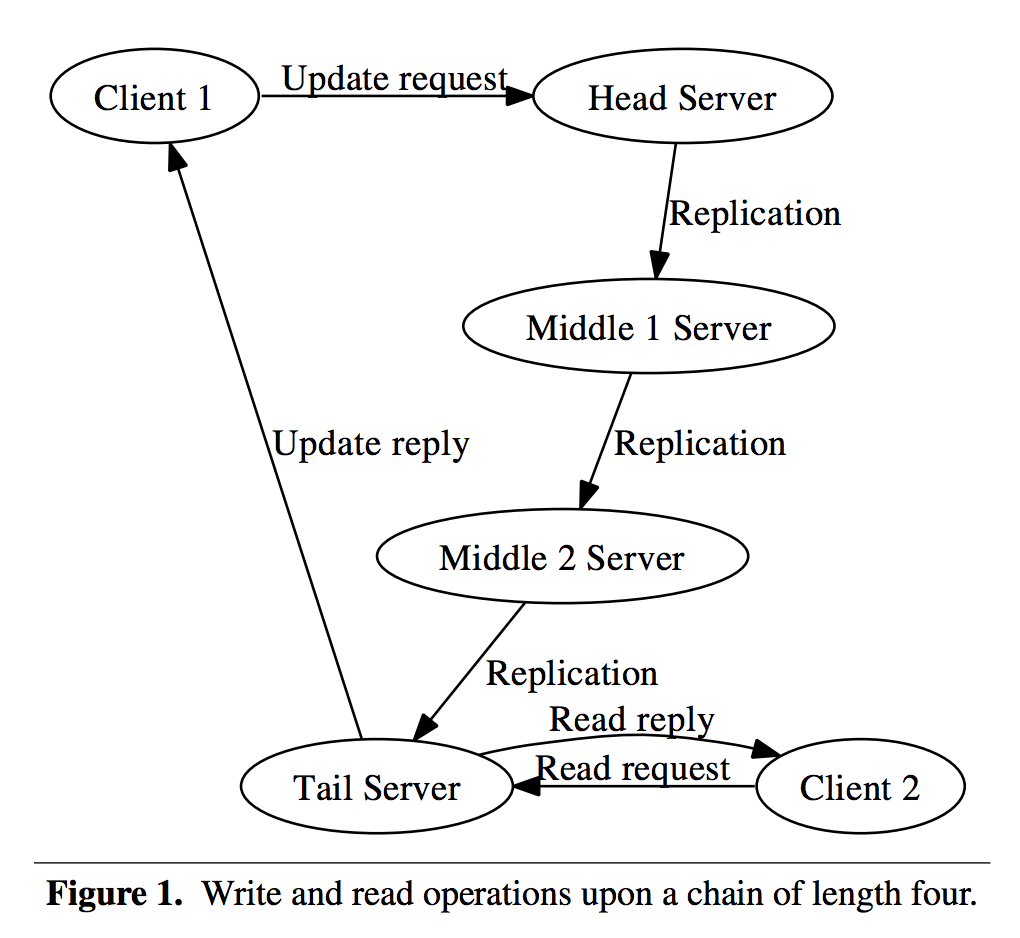 Client 1
Update request
Head Server
Replication
Middle 1 Server
Update reply
Replication
Middle 2 Server
Replication
Read reply
Read request
Tail Server
Client 2
Figure 1. Write and read operations upon a chain of length four.